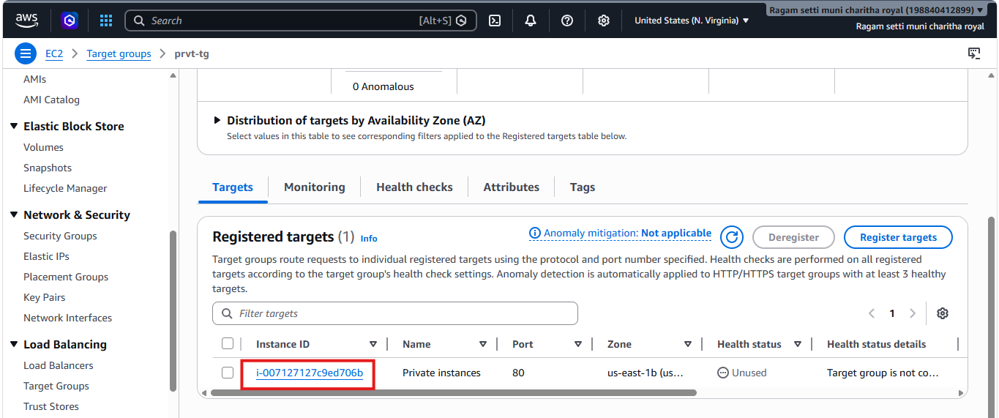 aws
Search [Alt+S]
United States (N. Virginia) ▼
Ragam setti muni charitha royal (198840412899) ▼
Ragam setti muni charitha royal
EC2 > Target groups > prvt-tg
AMIs
AMI Catalog
Elastic Block Store
Volumes
Snapshots
Lifecycle Manager
Network & Security
Security Groups
Elastic IPs
Placement Groups
Key Pairs
Network Interfaces
Load Balancing
Load Balancers
Target Groups
Trust Stores
0 Anomalous
Distribution of targets by Availability Zone (AZ)
Select values in this table to see corresponding filters applied to the Registered targets table below.
Targets Monitoring Health checks Attributes Tags
Registered targets (1) Info
Anomaly mitigation: Not applicable
Deregister
Register targets
Target groups route requests to individual registered targets using the protocol and port number specified. Health checks are performed on all registered
targets according to the target group's health check settings. Anomaly detection is automatically applied to HTTP/HTTPS target groups with at least 3 healthy
targets.
Filter targets
1
Instance ID Name Port Zone Health status Health status details
i-007127127c9ed706b Private instances 80 us-east-1b (us... Unused Target group is not co...